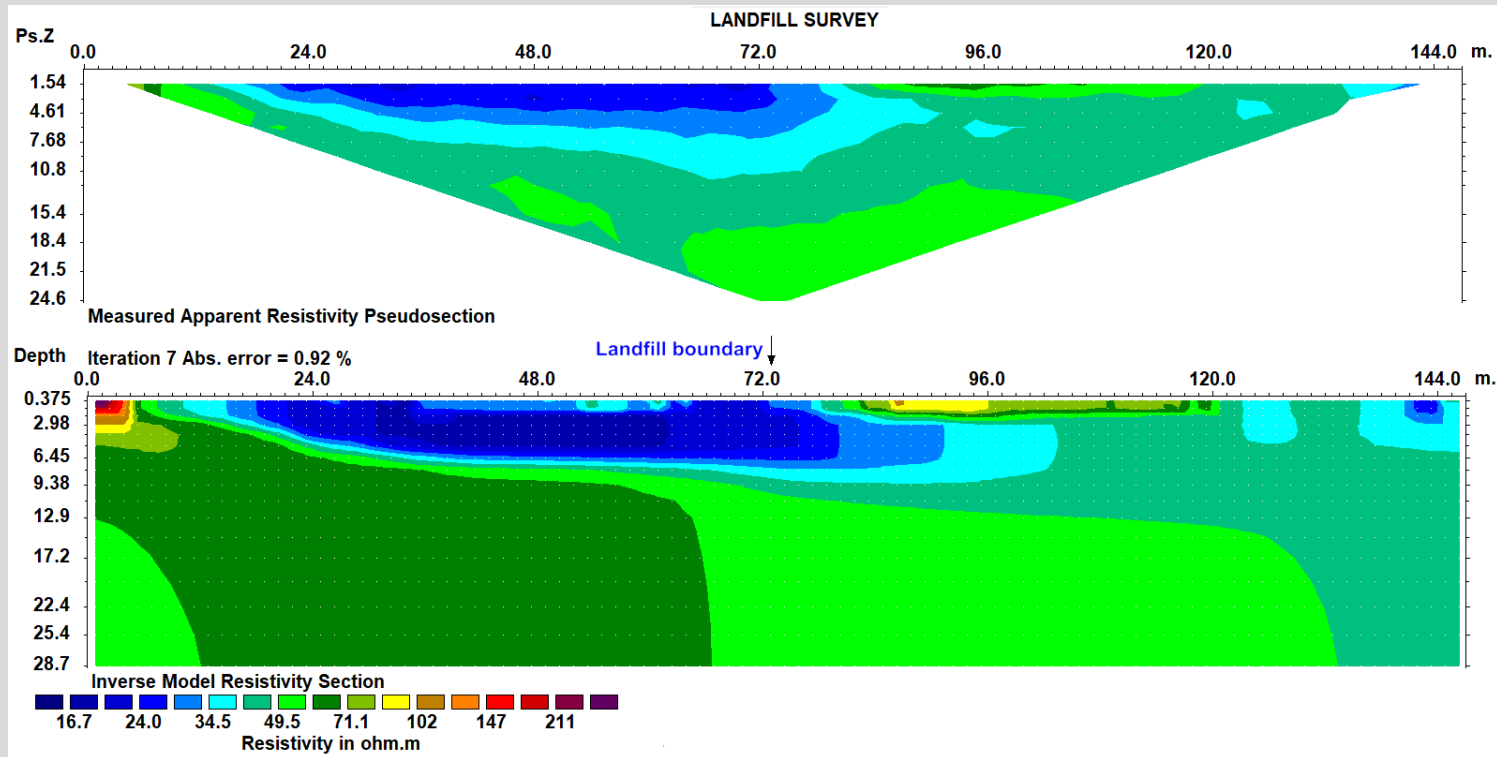 LANDFILL SURVEY
Ps.Z
0.0 24.0 48.0 72.0 96.0 120.0 144.0 m.
1.54
4.61
7.68
10.8
15.4
18.4
21.5
24.6
Measured Apparent Resistivity Pseudosection
Landfill boundary
Depth Iteration 7 Abs. error = 0.92 %
0.0 24.0 48.0 72.0 96.0 120.0 144.0 m.
0.375
2.98
6.45
9.38
12.9
17.2
22.4
25.4
28.7
Inverse Model Resistivity Section
16.7 24.0 34.5 49.5 71.1 102 147 211
Resistivity in ohm.m